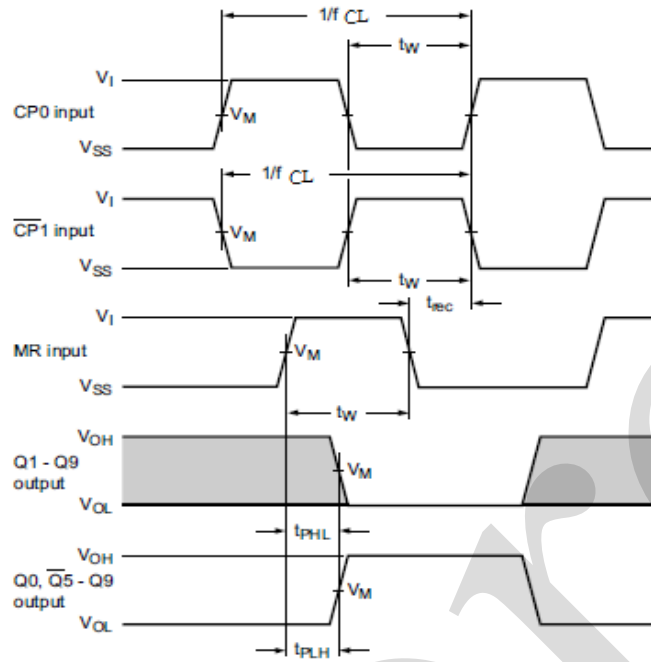 1/f CL
tW
VI
CP0 input
VM
VSS
1/f CL
VI
CP1 input
VM
VSS
tW
trec
VI
MR input
VM
VSS
tW
VOH
Q1 - Q9
output
VM
VOL
tPHL
VOH
Q0, Q5 - Q9
output
VM
VOL
tPLH